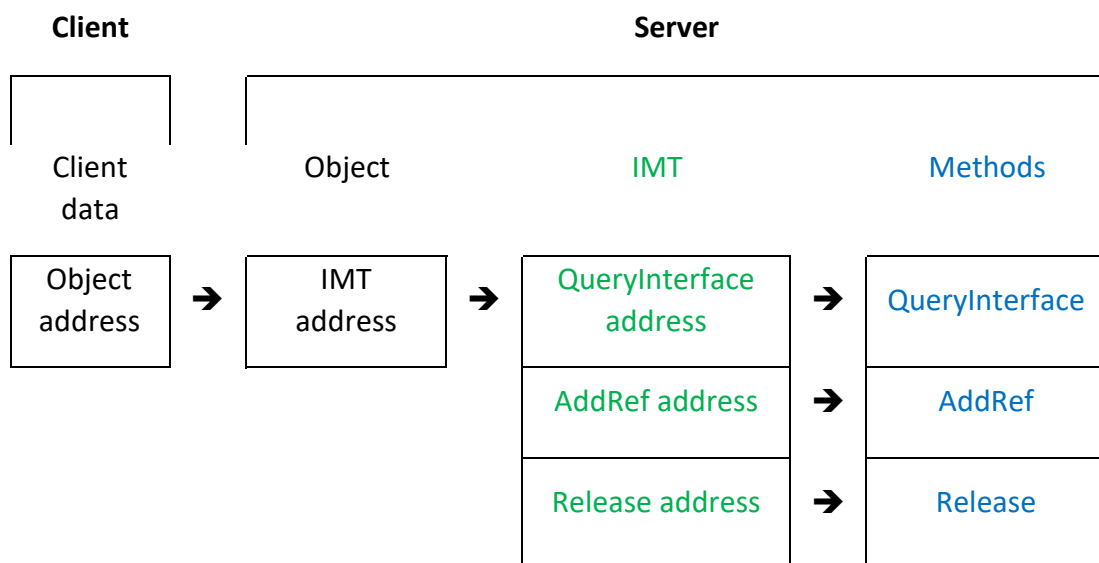 Client Server
Client Object IMT Methods
data
Object IMT QueryInterface QueryInterface
address ➔ address ➔ address ➔
AddRef address ➔ AddRef
Release address ➔ Release